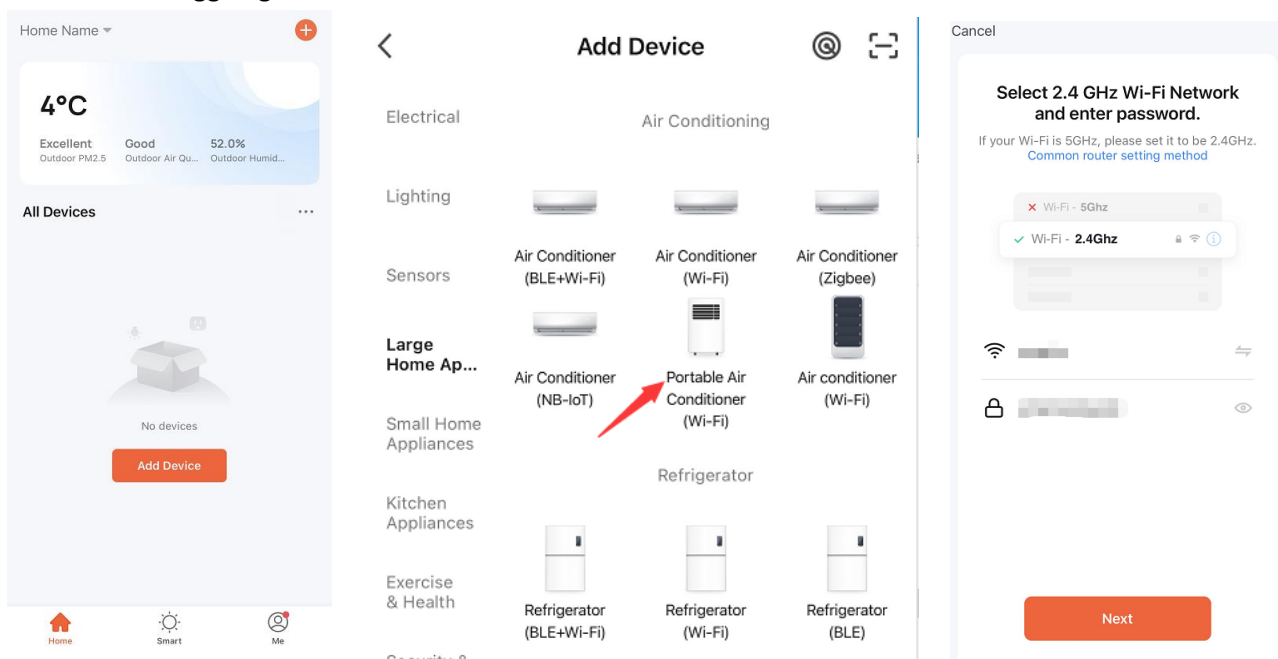 Home Name
4°C
Excellent Good 52.0%
Outdoor PM2.5 Outdoor Air Qu... Outdoor Humid...
All Devices
No devices
Add Device
Home Smart Me
Add Device
Electrical
Lighting
Sensors
Large
Home Ap...
Small Home
Appliances
Kitchen
Appliances
Exercise
& Health
Air Conditioning
Air Conditioner
(BLE+Wi-Fi)
Air Conditioner
(Wi-Fi)
Air Conditioner
(Zigbee)
Air Conditioner
(NB-IoT)
Portable Air
Conditioner
(Wi-Fi)
Air conditioner
(Wi-Fi)
Refrigerator
Refrigerator
(BLE+Wi-Fi)
Refrigerator
(Wi-Fi)
Refrigerator
(BLE)
Cancel
Select 2.4 GHz Wi-Fi Network
and enter password.
If your Wi-Fi is 5GHz, please set it to be 2.4GHz.
Common router setting method
Wi-Fi - 5Ghz
Wi-Fi - 2.4Ghz
Next